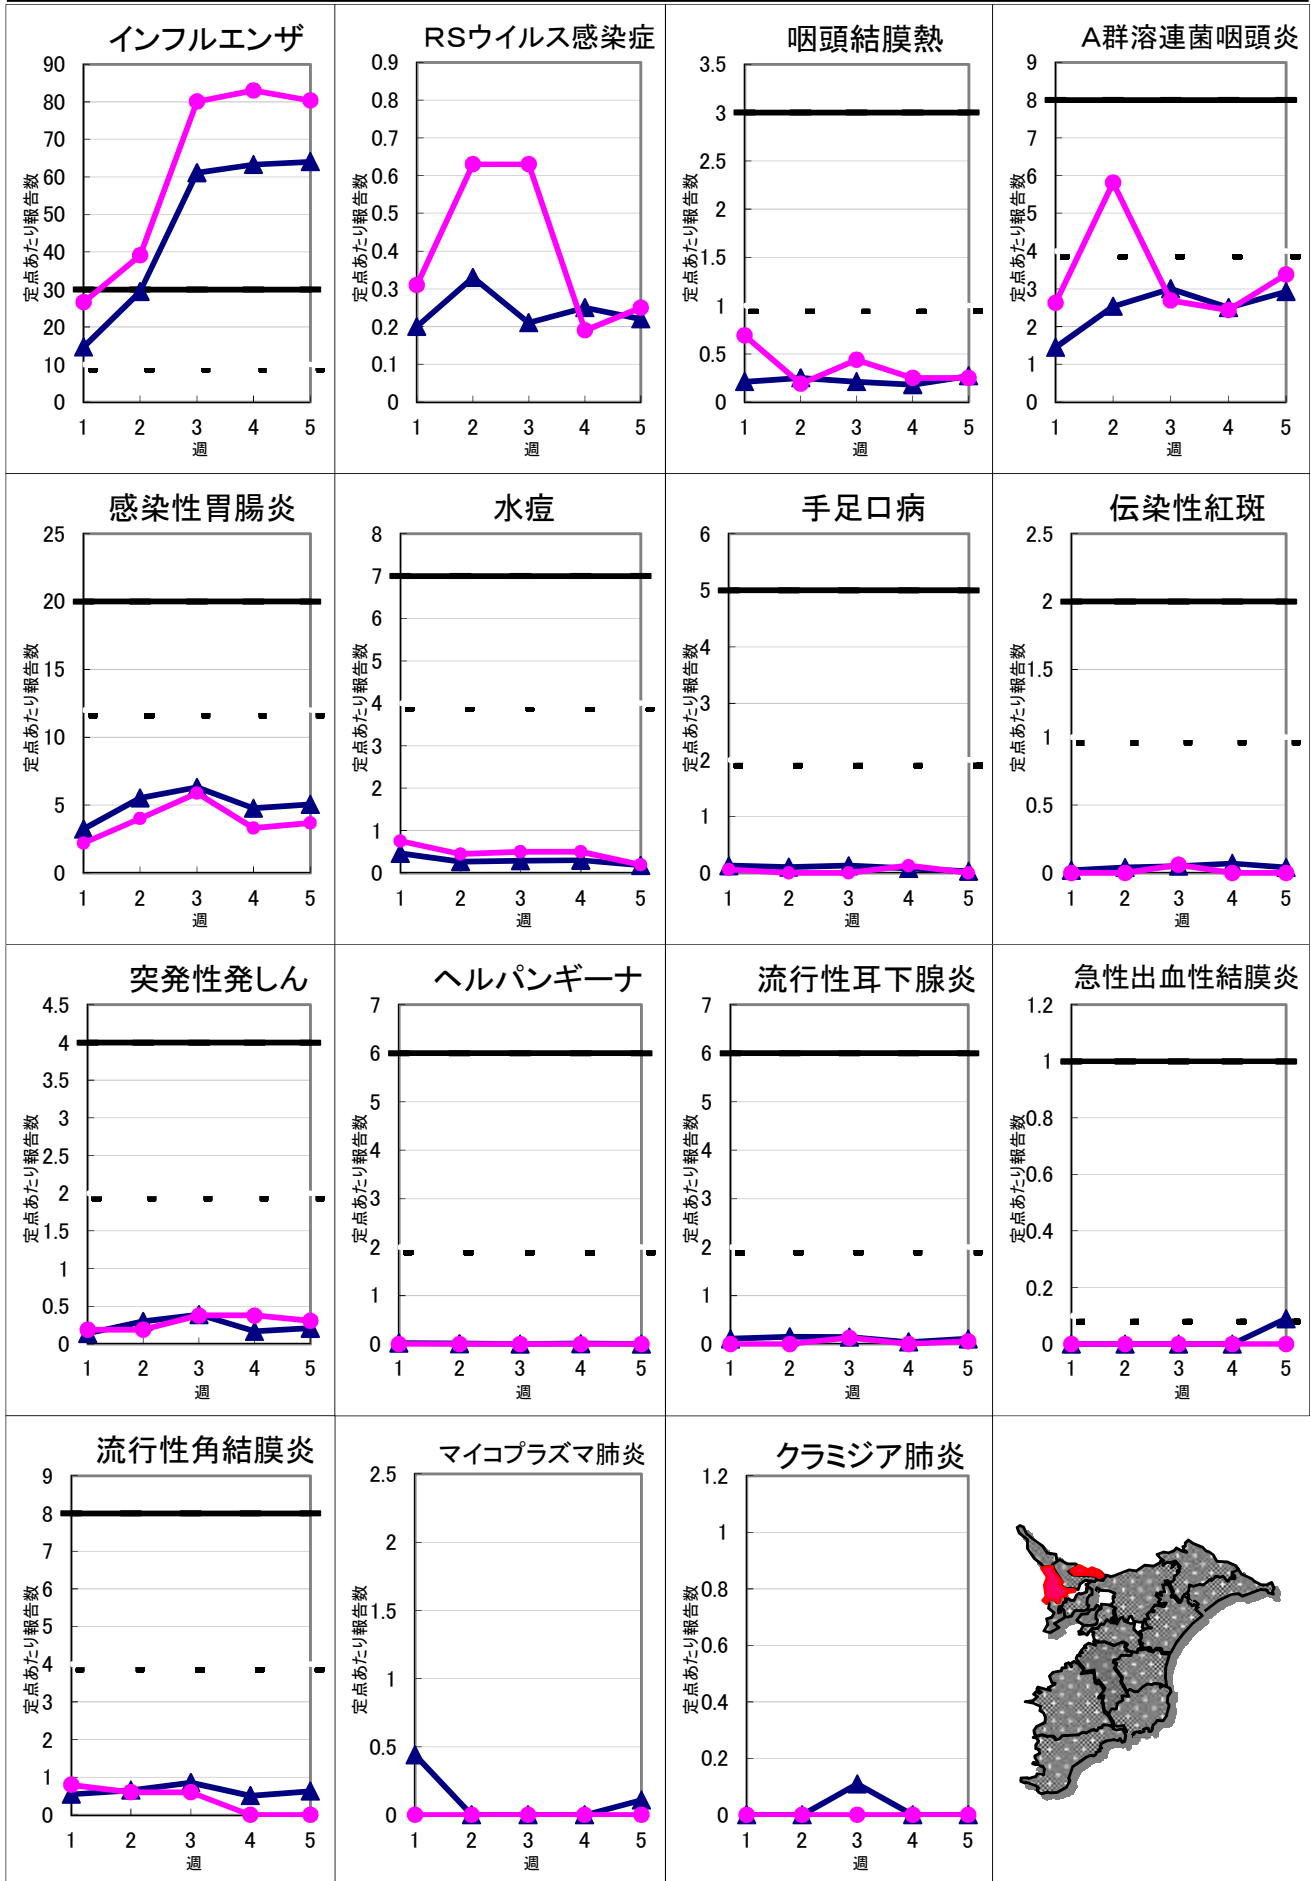 インフルエンザ
90
80
70
60
50
40
30
20
10
0
定点あたり報告数
1 2 3 4 5
週
RSウイルス感染症
0.9
0.8
0.7
0.6
0.5
0.4
0.3
0.2
0.1
0
定点あたり報告数
1 2 3 4 5
週
咽頭結膜熱
3.5
3
2.5
2
1.5
1
0.5
0
定点あたり報告数
1 2 3 4 5
週
A群溶連菌咽頭炎
9
8
7
6
5
4
3
2
1
0
定点あたり報告数
1 2 3 4 5
週
感染性胃腸炎
25
20
15
10
5
0
定点あたり報告数
1 2 3 4 5
週
水痘
8
7
6
5
4
3
2
1
0
定点あたり報告数
1 2 3 4 5
週
手足口病
6
5
4
3
2
1
0
定点あたり報告数
1 2 3 4 5
週
伝染性紅斑
2.5
2
1.5
1
0.5
0
定点あたり報告数
1 2 3 4 5
週
突発性発しん
4.5
4
3.5
3
2.5
2
1.5
1
0.5
0
定点あたり報告数
1 2 3 4 5
週
ヘルパンギーナ
7
6
5
4
3
2
1
0
定点あたり報告数
1 2 3 4 5
週
流行性耳下腺炎
7
6
5
4
3
2
1
0
定点あたり報告数
1 2 3 4 5
週
急性出血性結膜炎
1.2
1
0.8
0.6
0.4
0.2
0
定点あたり報告数
1 2 3 4 5
週
流行性角結膜炎
9
8
7
6
5
4
3
2
1
0
定点あたり報告数
1 2 3 4 5
週
マイコプラズマ肺炎
2.5
2
1.5
1
0.5
0
定点あたり報告数
1 2 3 4 5
週
クラミジア肺炎
1.2
1
0.8
0.6
0.4
0.2
0
定点あたり報告数
1 2 3 4 5
週